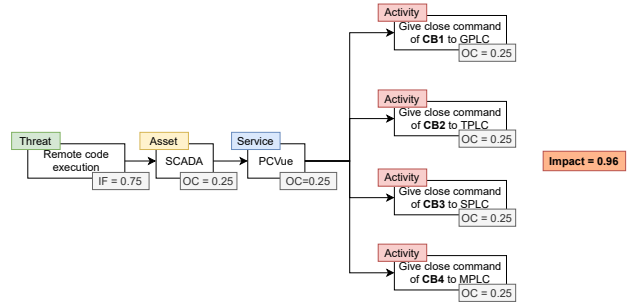 Threat
Remote code
execution
IF = 0.75
Asset
SCADA
OC = 0.25
Service
PCVue
OC=0.25
Activity
Give close command
of CB1 to GPLC
OC = 0.25
Activity
Give close command
of CB2 to TPLC
OC = 0.25
Activity
Give close command
of CB3 to SPLC
OC = 0.25
Activity
Give close command
of CB4 to MPLC
OC = 0.25
Impact = 0.96